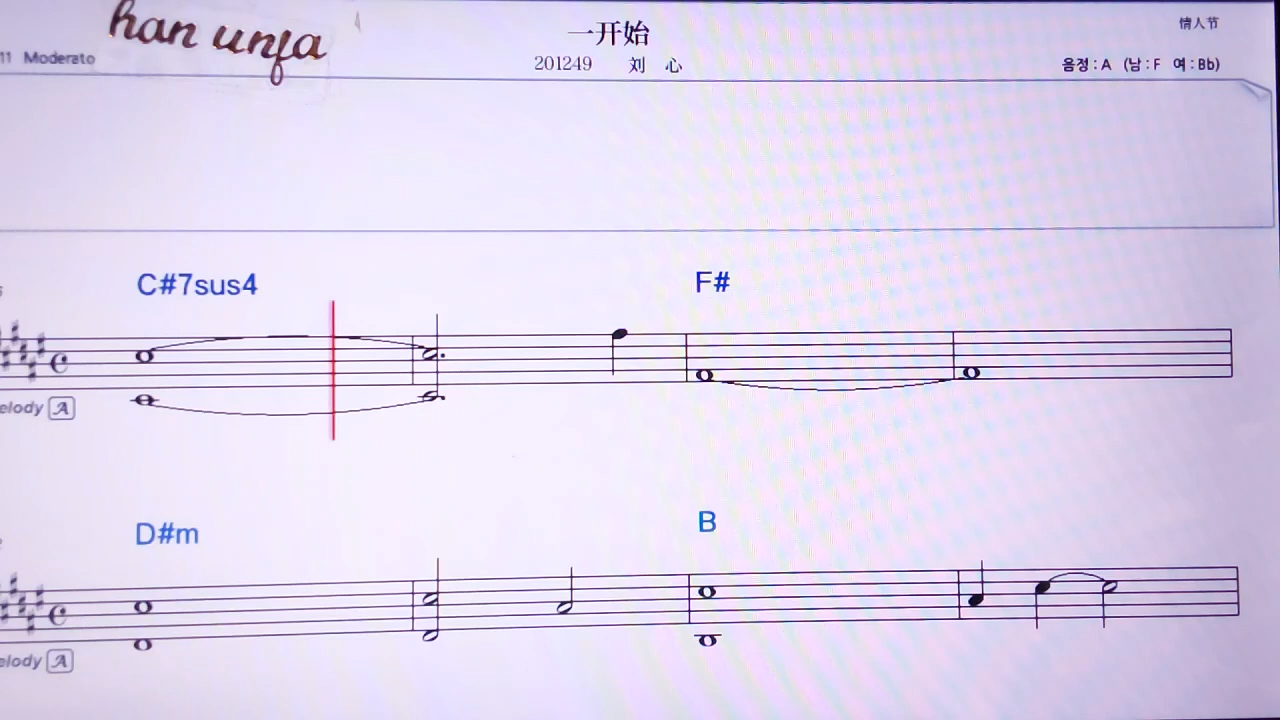 han unfa
一开始
情人节
11 Moderato
201249 刘 心
음정:A (남:F 여:Bb)
C#7sus4
F#
elody A
D#m
B
elody A